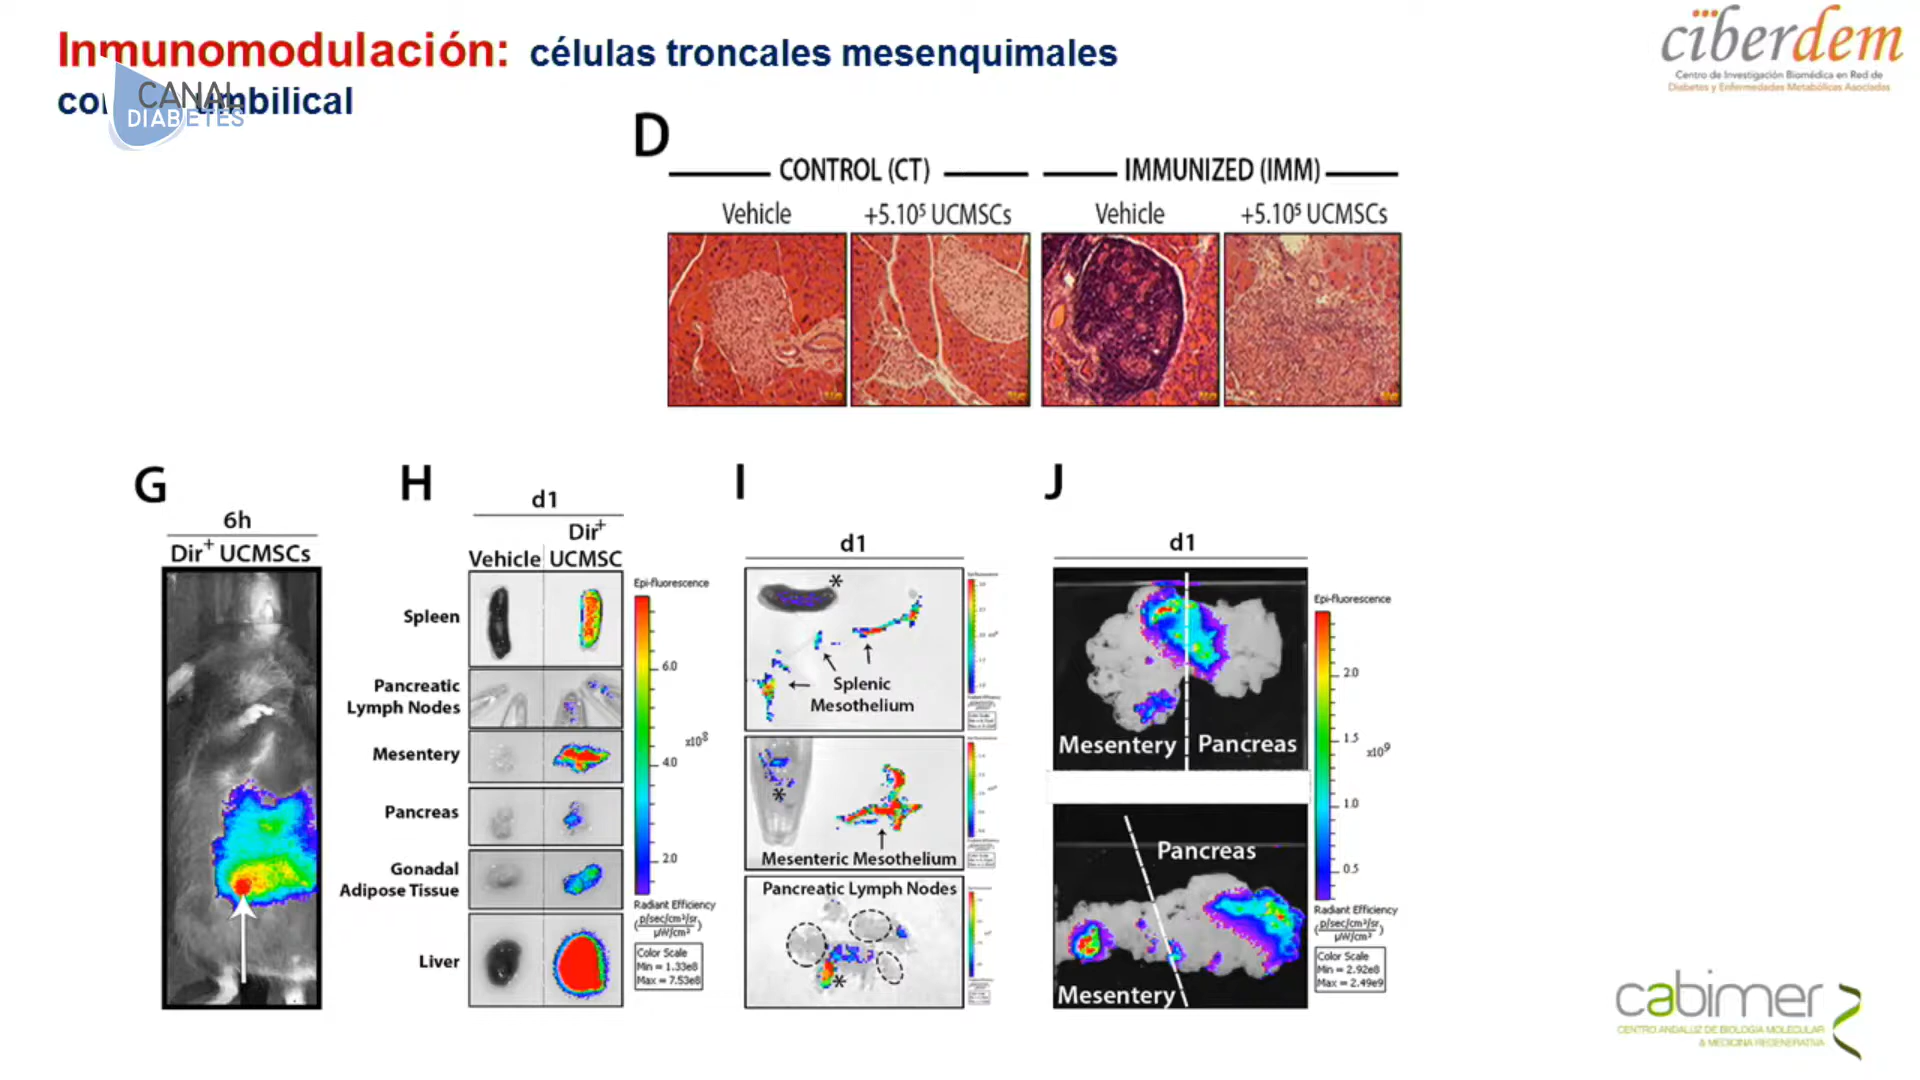 Inmunomodulación: células troncales mesenquimales
umbilical
CANAL
DIABETES
ciberdem
Centro de Investigación Biomédica en Red de
Diabetes y Enfermedades Metabólicas Asociadas
D
CONTROL (CT) IMMUNIZED (IMM)
Vehicle +5.10⁵ UCMSCs Vehicle +5.10⁵ UCMSCs
G
6h
Dir⁺ UCMSCs
H
d1
Vehicle Dir⁺ UCMSC
Spleen
Pancreatic
Lymph Nodes
Mesentery
Pancreas
Gonadal
Adipose Tissue
Liver
Epi-fluorescence
6.0
x10⁸
4.0
2.0
Radiant Efficiency
(p/sec/cm²/sr
µW/cm²)
Color Scale
Min = 1.33e8
Max = 7.53e8
I
d1
*
Splenic
Mesothelium
*
Mesenteric Mesothelium
Pancreatic Lymph Nodes
*
J
d1
Mesentery Pancreas
Pancreas
Mesentery
Epi-fluorescence
2.0
1.5
x10⁹
1.0
0.5
Radiant Efficiency
(p/sec/cm²/sr
µW/cm²)
Color Scale
Min = 2.92e8
Max = 2.49e9
cabimer
CENTRO ANDALUZ DE BIOLOGÍA MOLECULAR
& MEDICINA REGENERATIVA